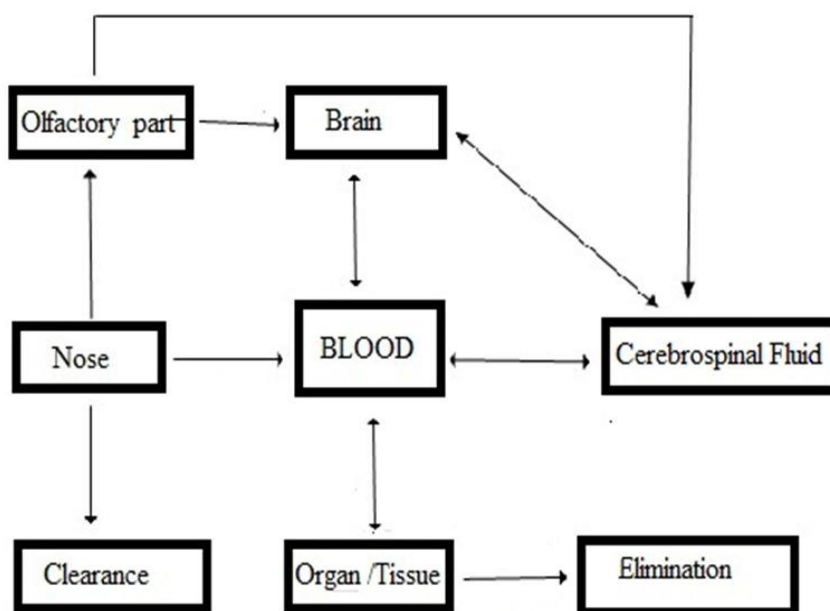 Olfactory part
Brain
Nose
BLOOD
Cerebrospinal Fluid
Clearance
Organ /Tissue
Elimination